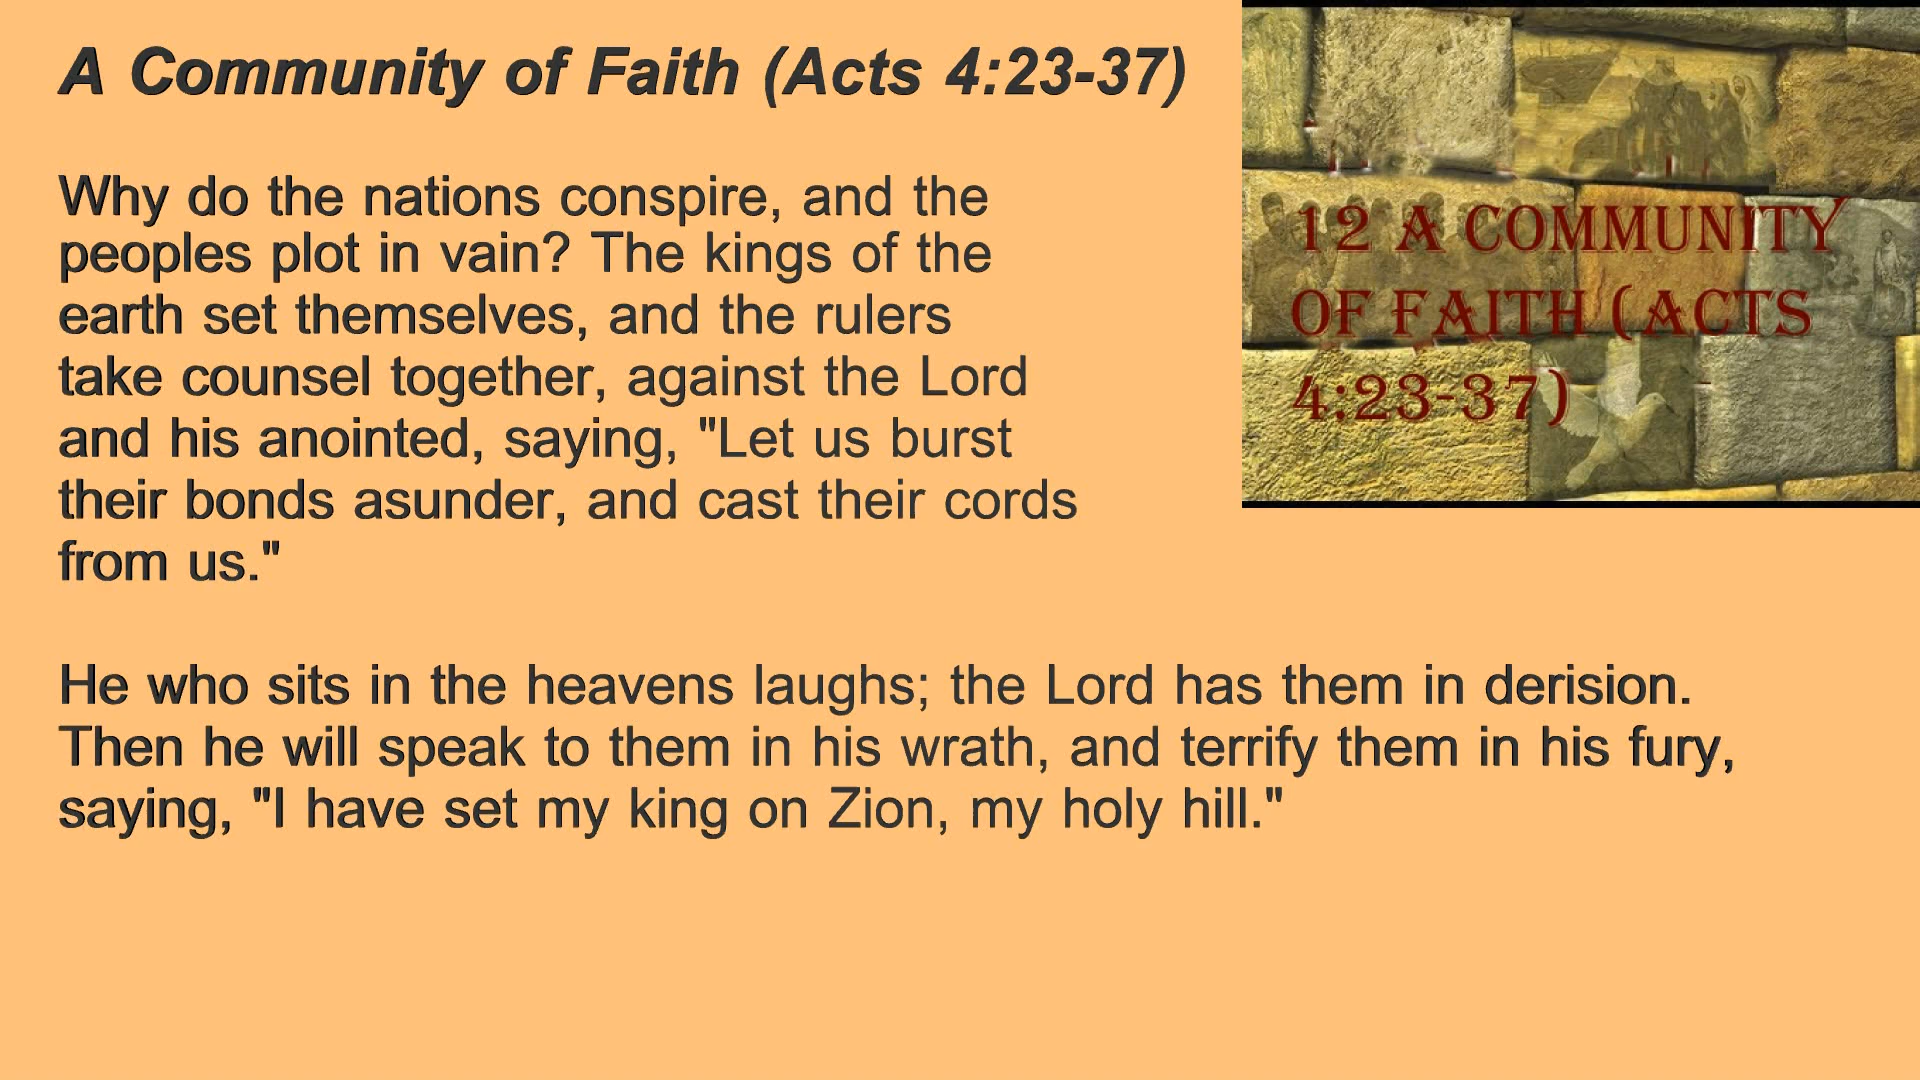 A Community of Faith (Acts 4:23-37)
Why do the nations conspire, and the
peoples plot in vain? The kings of the
earth set themselves, and the rulers
take counsel together, against the Lord
and his anointed, saying, "Let us burst
their bonds asunder, and cast their cords
from us."
He who sits in the heavens laughs; the Lord has them in derision.
Then he will speak to them in his wrath, and terrify them in his fury,
saying, "I have set my king on Zion, my holy hill."
12 A COMMUNITY
OF FAITH (ACTS
4:23-37)